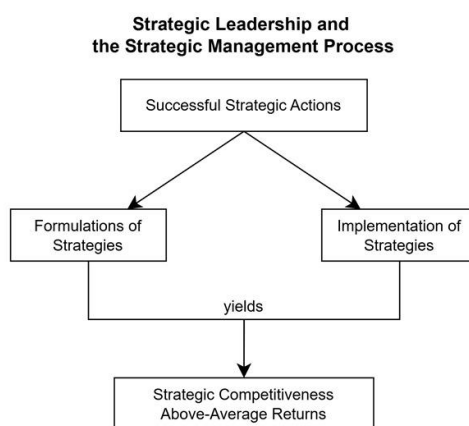 Strategic Leadership and
the Strategic Management Process
Successful Strategic Actions
Formulations of
Strategies
Implementation of
Strategies
yields
Strategic Competitiveness
Above-Average Returns